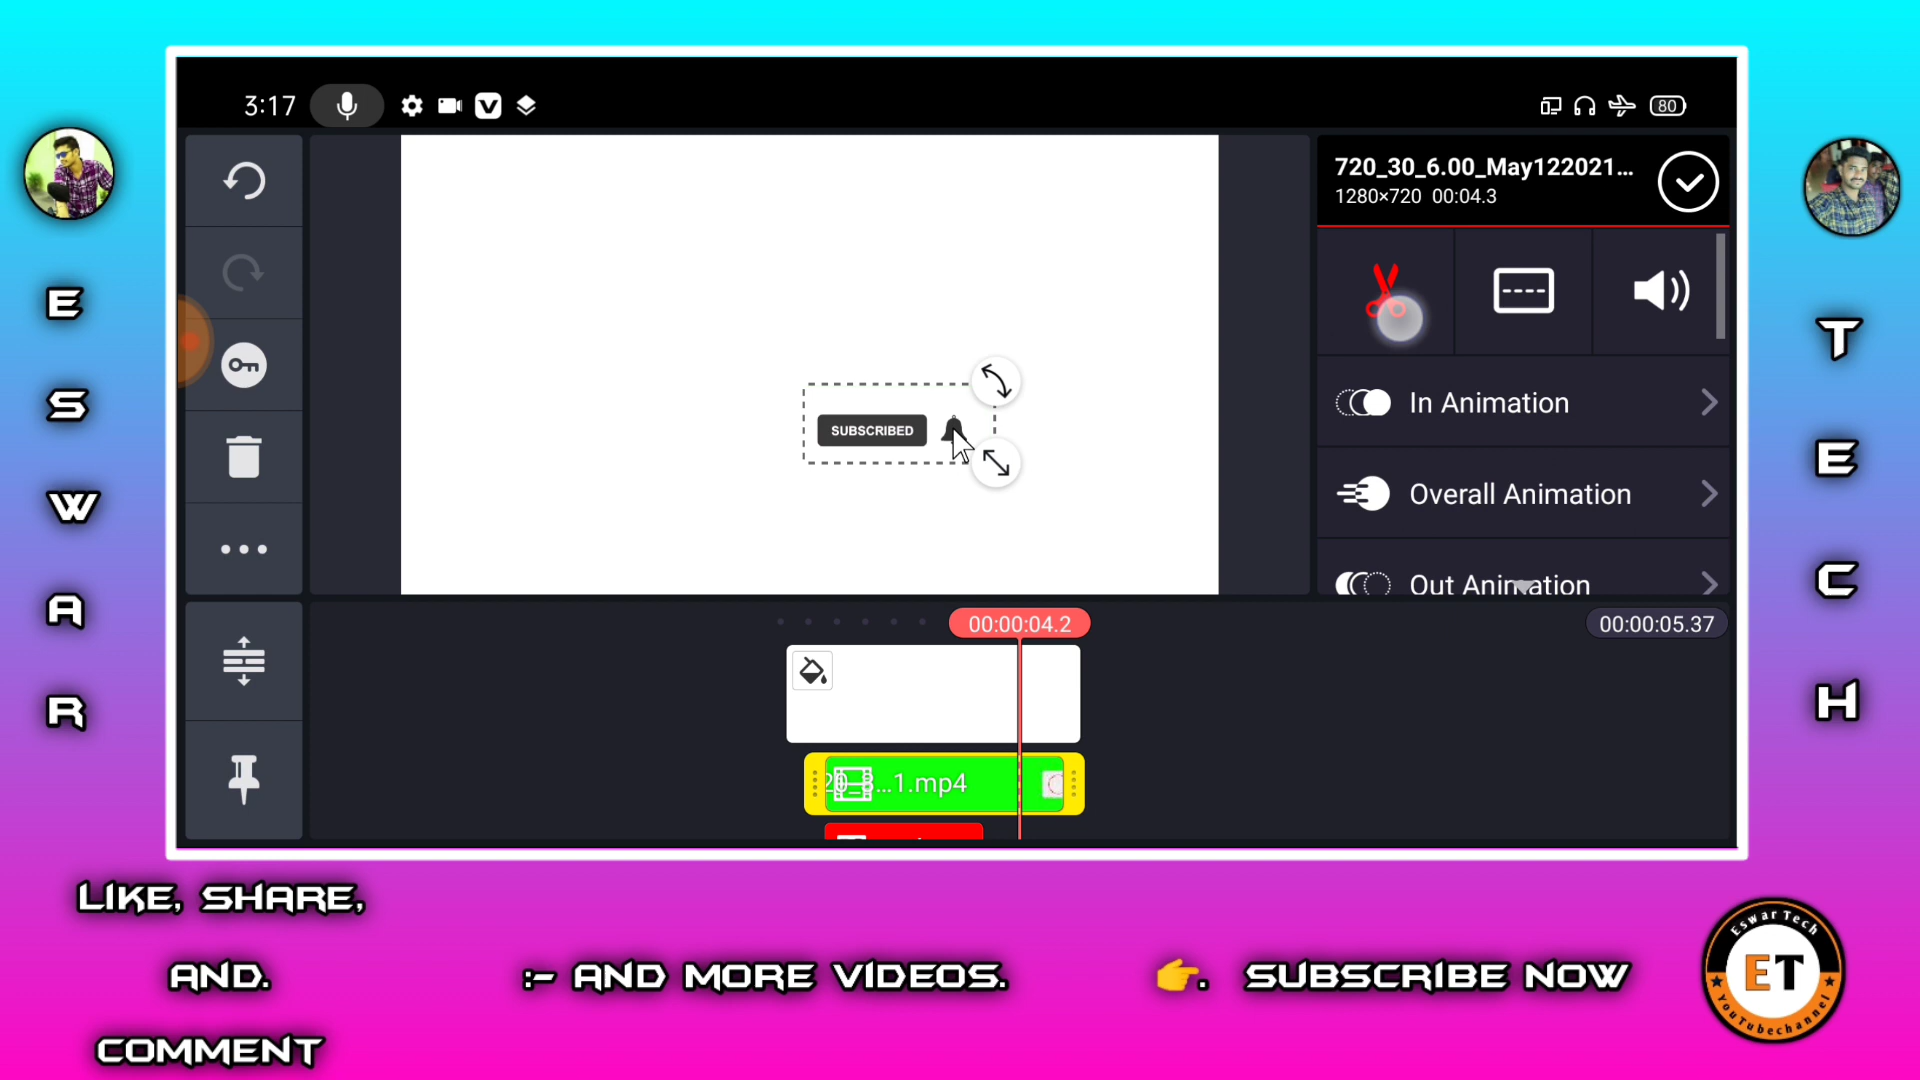 3:17
80
720_30_6.00_May122021...
1280×720 00:04.3
In Animation
Overall Animation
Out Animation
SUBSCRIBED
00:00:04.2
00:00:05.37
...1.mp4
E
S
W
A
R
T
E
C
H
LIKE, SHARE,
AND.
COMMENT
:- AND MORE VIDEOS.
👉. SUBSCRIBE NOW
Eswar Tech
ET
YouTubechannel